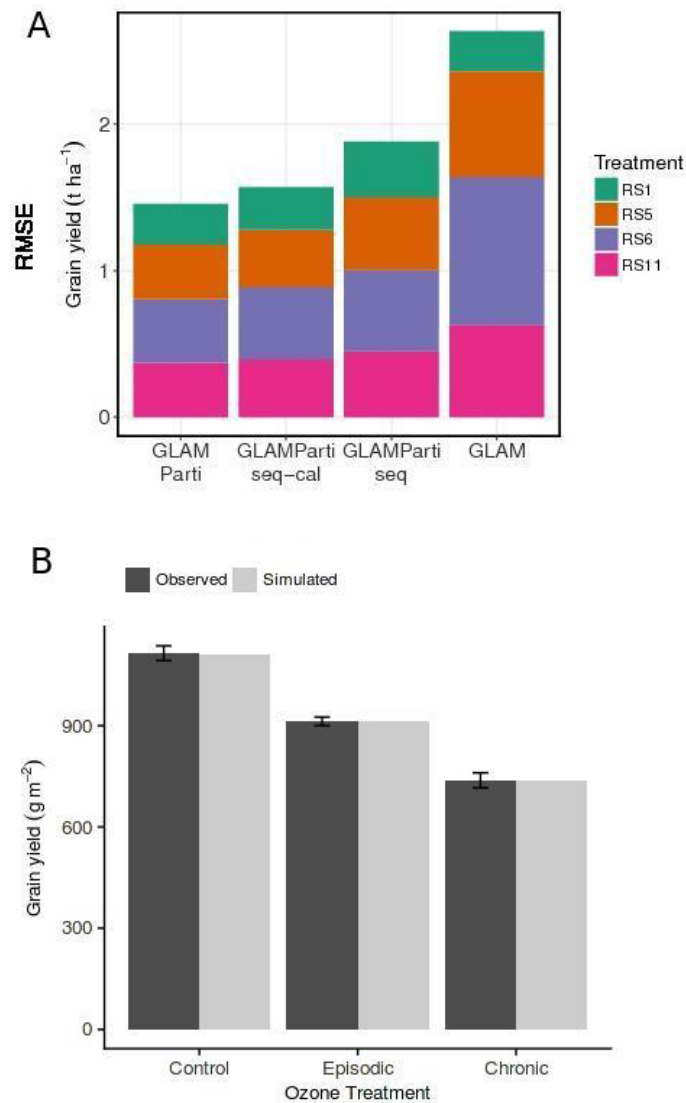 A
RMSE
Grain yield (t ha⁻¹)
2
1
0
GLAM
Parti
GLAMParti
seq-cal
GLAMParti
seq
GLAM
Treatment
RS1
RS5
RS6
RS11
B
Observed
Simulated
Grain yield (g m⁻²)
900
600
300
0
Control
Episodic
Chronic
Ozone Treatment